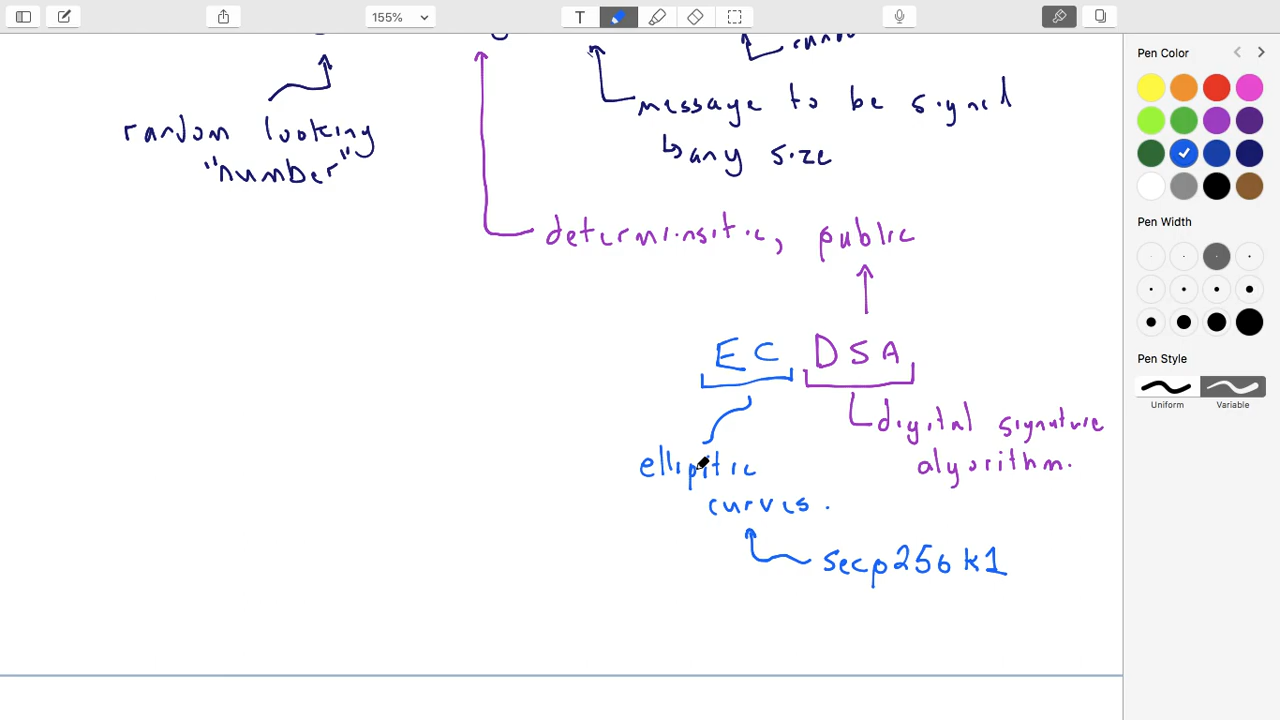 155%
T
random looking
"number"
message to be signed
any size
determinsitic, public
EC DSA
digital signature
algorithm.
elliptic
curves.
secp256k1
Pen Color
Pen Width
Pen Style
Uniform
Variable